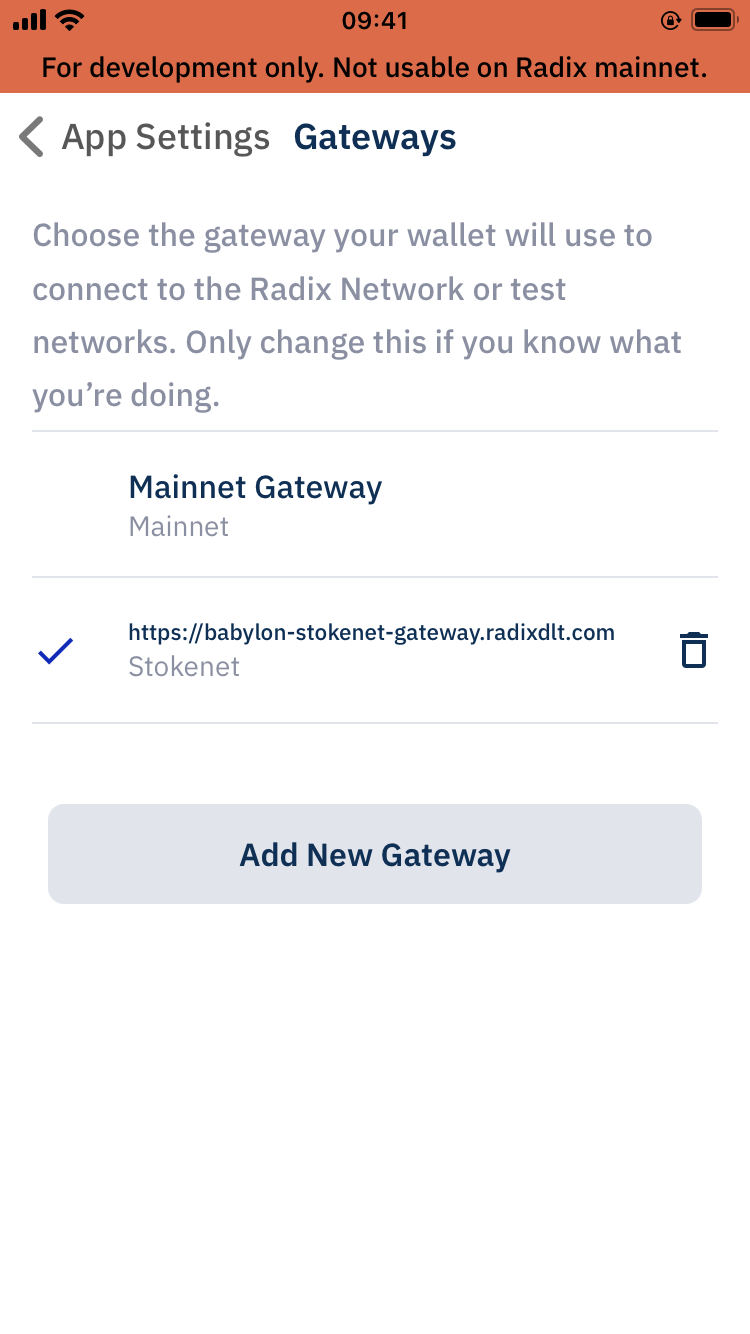 09:41
For development only. Not usable on Radix mainnet.
App Settings Gateways
Choose the gateway your wallet will use to
connect to the Radix Network or test
networks. Only change this if you know what
you’re doing.
Mainnet Gateway
Mainnet
https://babylon-stokenet-gateway.radixdlt.com
Stokenet
Add New Gateway